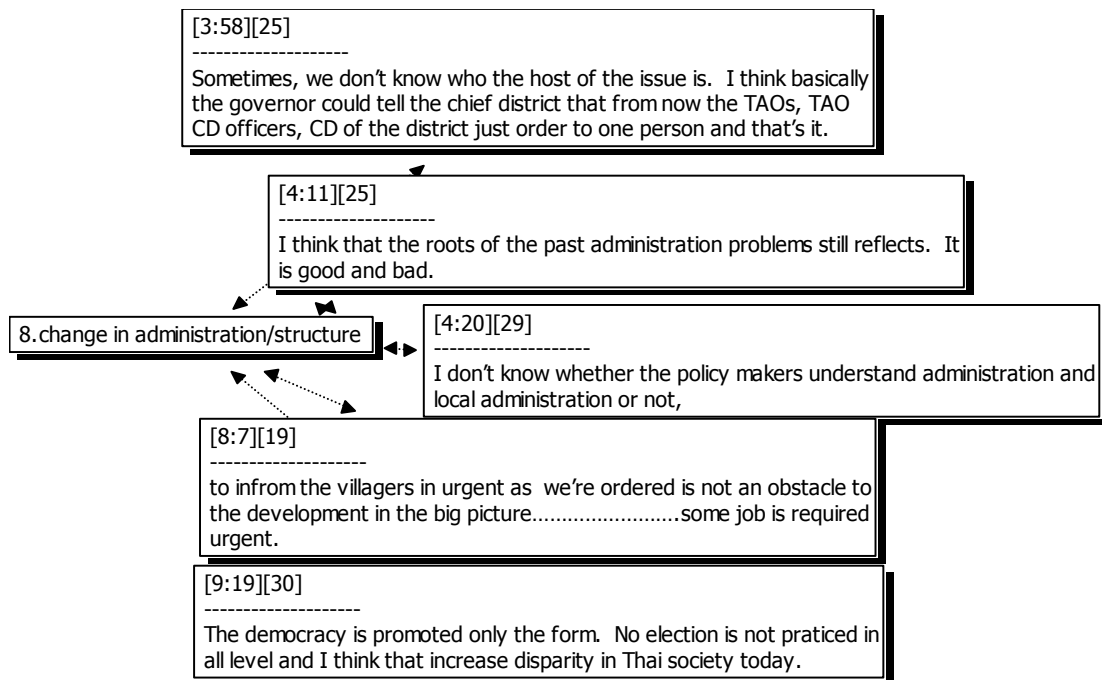 [3:58][25]
--------------------
Sometimes, we don't know who the host of the issue is.  I think basically
the governor could tell the chief district that from now the TAOs, TAO
CD officers, CD of the district just order to one person and that's it.
[4:11][25]
--------------------
I think that the roots of the past administration problems still reflects.  It
is good and bad.
8.change in administration/structure
[4:20][29]
--------------------
I don't know whether the policy makers understand administration and
local administration or not,
[8:7][19]
--------------------
to infrom the villagers in urgent as  we're ordered is not an obstacle to
the development in the big picture……………………..some job is required
urgent.
[9:19][30]
--------------------
The democracy is promoted only the form.  No election is not praticed in
all level and I think that increase disparity in Thai society today.